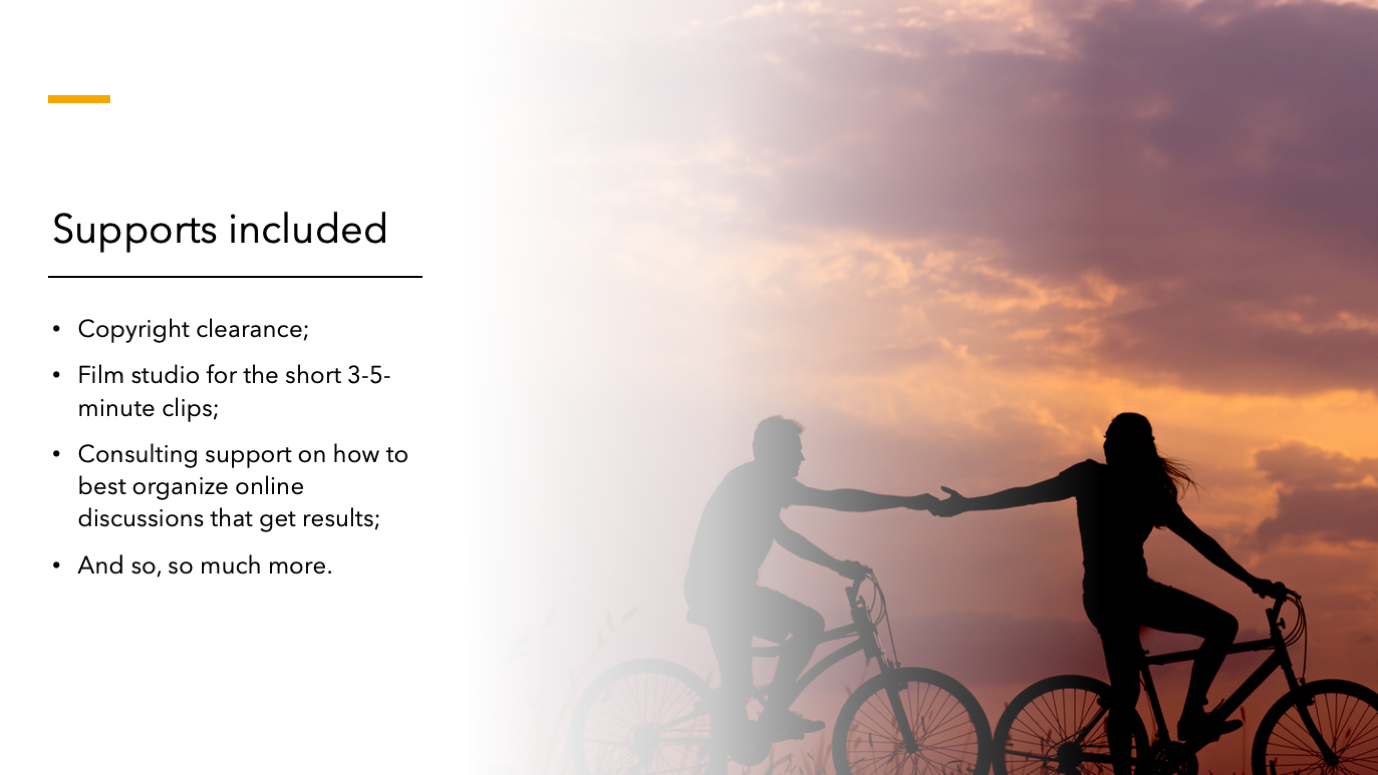 Supports included
• Copyright clearance;
• Film studio for the short 3-5-
minute clips;
• Consulting support on how to
best organize online
discussions that get results;
• And so, so much more.